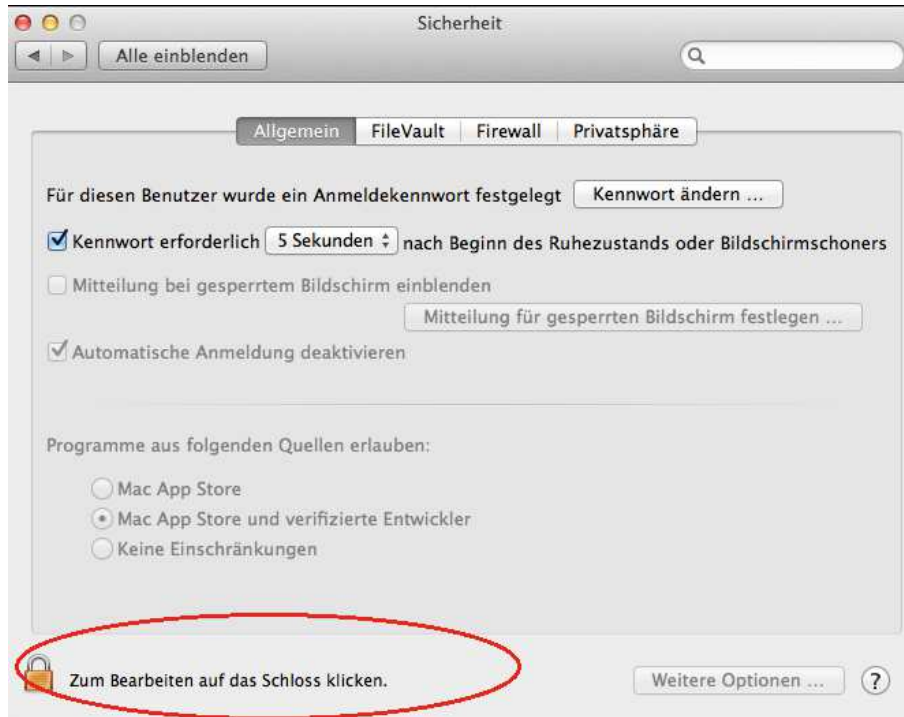 Sicherheit
Alle einblenden
Allgemein FileVault Firewall Privatsphäre
Für diesen Benutzer wurde ein Anmeldekennwort festgelegt Kennwort ändern ...
Kennwort erforderlich 5 Sekunden nach Beginn des Ruhezustands oder Bildschirmschoners
Mitteilung bei gesperrtem Bildschirm einblenden
Mitteilung für gesperrten Bildschirm festlegen ...
Automatische Anmeldung deaktivieren
Programme aus folgenden Quellen erlauben:
Mac App Store
Mac App Store und verifizierte Entwickler
Keine Einschränkungen
Zum Bearbeiten auf das Schloss klicken. Weitere Optionen ... ?